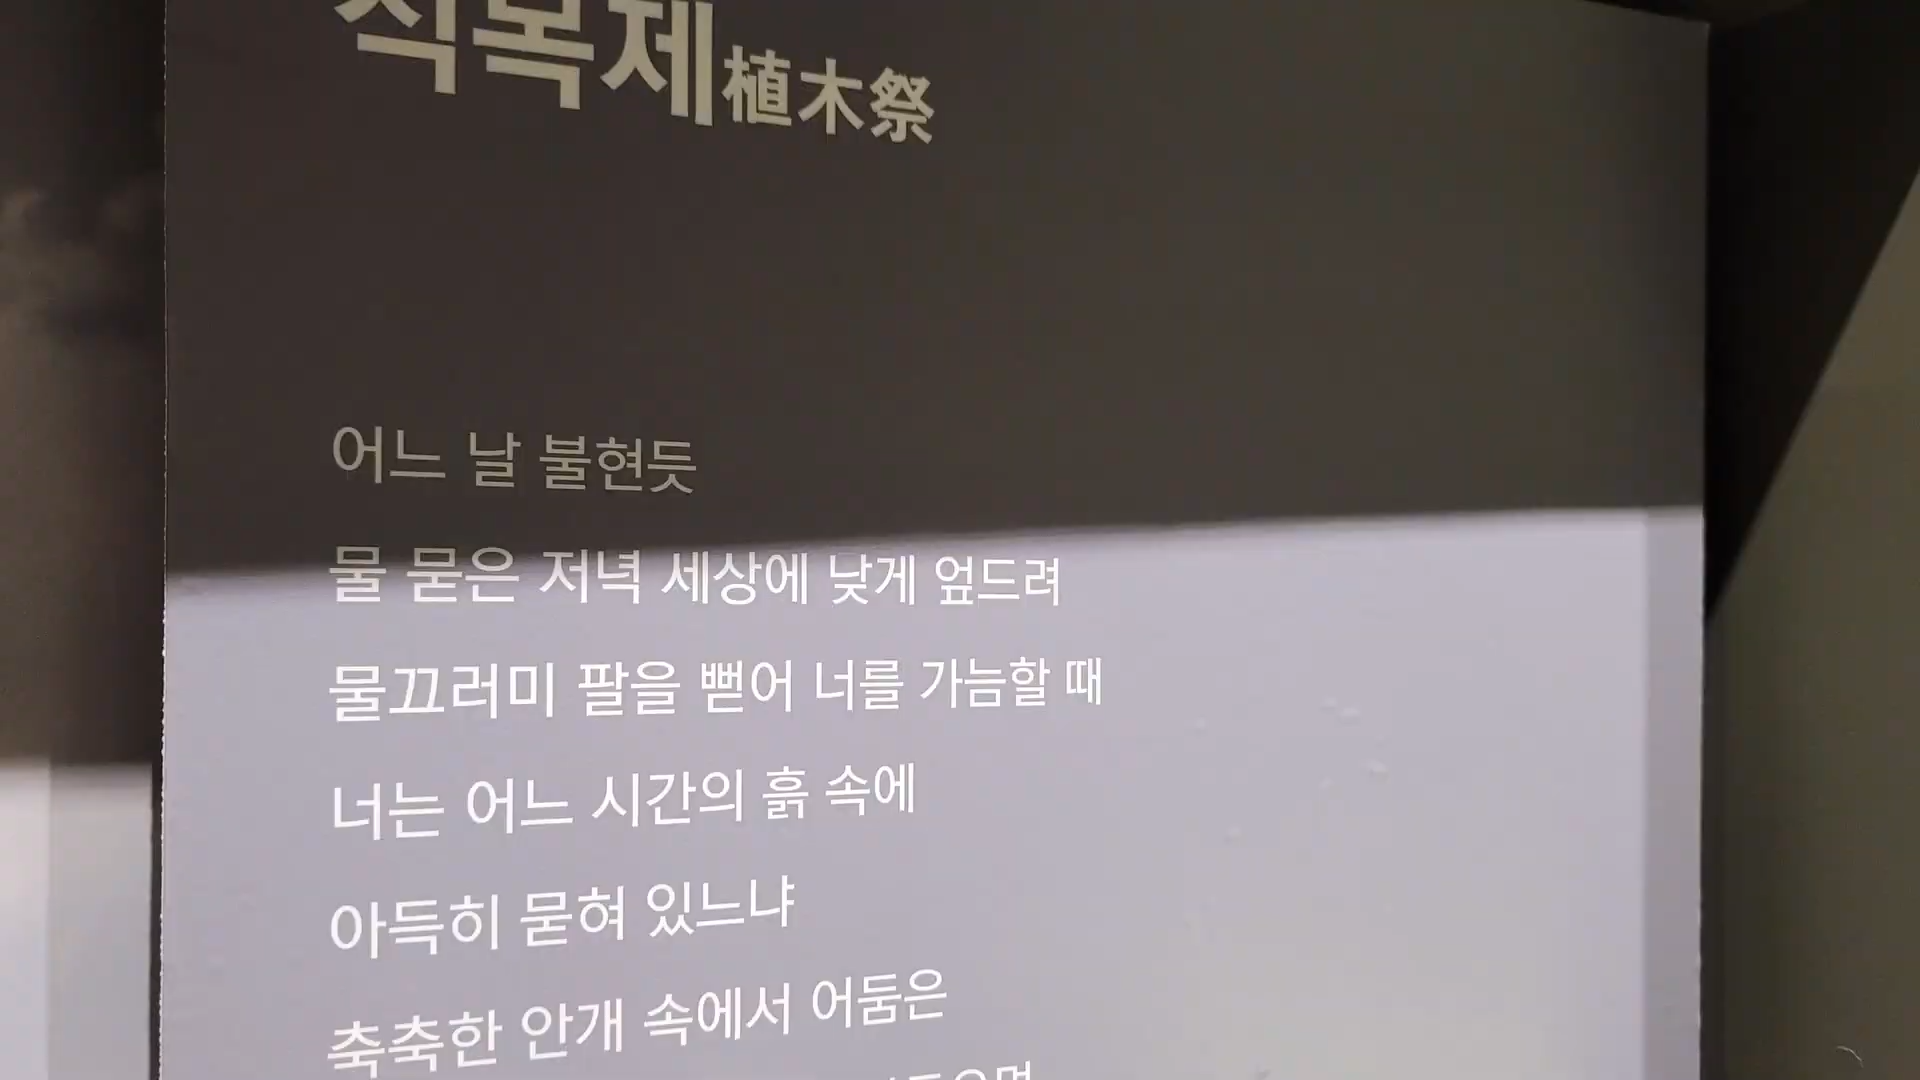 식목제植木祭
어느 날 불현듯
물 묻은 저녁 세상에 낮게 엎드려
물끄러미 팔을 뻗어 너를 가늠할 때
너는 어느 시간의 흙 속에
아득히 묻혀 있느냐
축축한 안개 속에서 어둠은